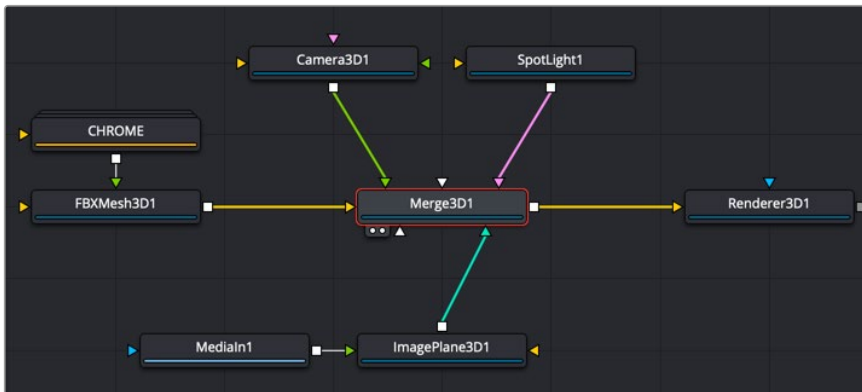 Camera3D1
SpotLight1
CHROME
FBXMesh3D1
Merge3D1
Renderer3D1
MediaIn1
ImagePlane3D1